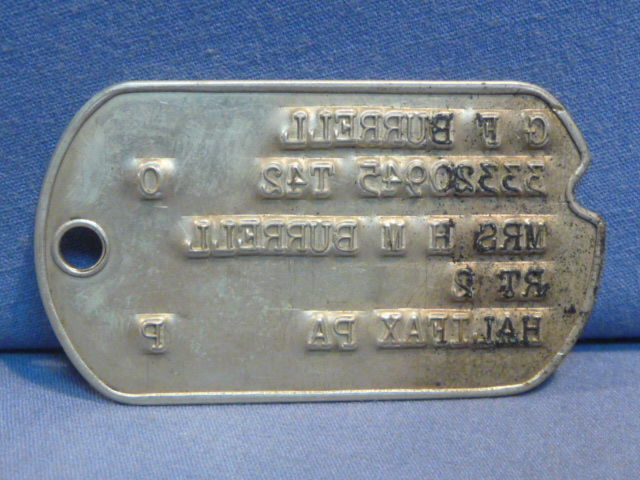 G F BURRELL
33320945 T42 O
MRS H M BURRELL
RT 2
HALIFAX PA P